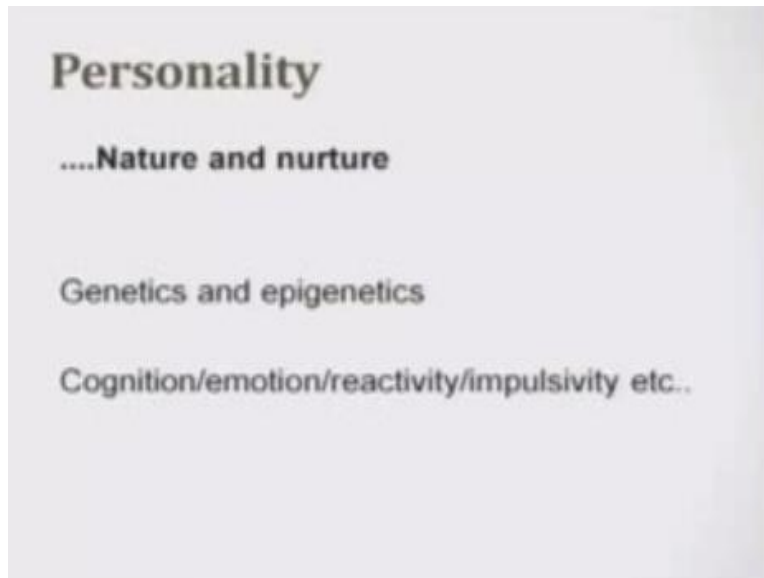 Personality
....Nature and nurture
Genetics and epigenetics
Cognition/emotion/reactivity/impulsivity etc..